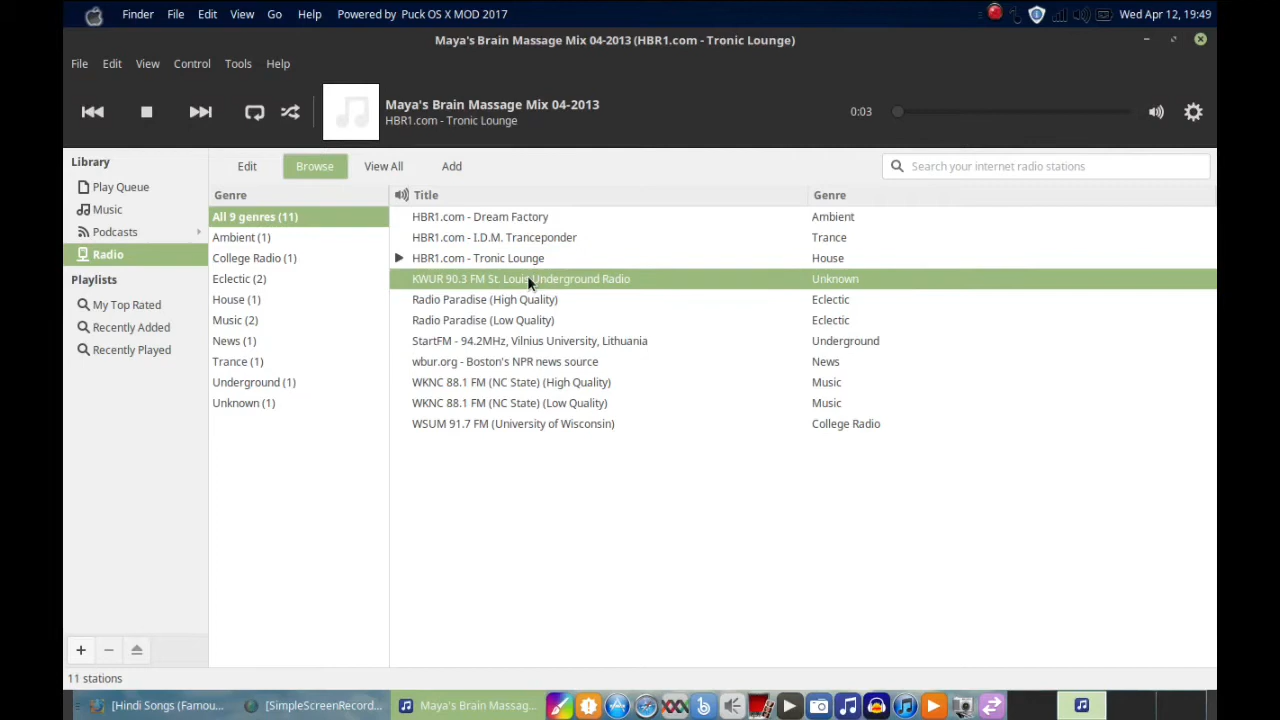 Finder File Edit View Go Help Powered by Puck OS X MOD 2017 Wed Apr 12, 19:49
Maya's Brain Massage Mix 04-2013 (HBR1.com - Tronic Lounge)
File Edit View Control Tools Help
Maya's Brain Massage Mix 04-2013
HBR1.com - Tronic Lounge
0:03
Library
Play Queue
Music
Podcasts
Radio
Playlists
My Top Rated
Recently Added
Recently Played
Edit Browse View All Add Search your internet radio stations
Genre
All 9 genres (11)
Ambient (1)
College Radio (1)
Eclectic (2)
House (1)
Music (2)
News (1)
Trance (1)
Underground (1)
Unknown (1)
Title Genre
HBR1.com - Dream Factory Ambient
HBR1.com - I.D.M. Tranceponder Trance
HBR1.com - Tronic Lounge House
KWUR 90.3 FM St. Louis Underground Radio Unknown
Radio Paradise (High Quality) Eclectic
Radio Paradise (Low Quality) Eclectic
StartFM - 94.2MHz, Vilnius University, Lithuania Underground
wbur.org - Boston's NPR news source News
WKNC 88.1 FM (NC State) (High Quality) Music
WKNC 88.1 FM (NC State) (Low Quality) Music
WSUM 91.7 FM (University of Wisconsin) College Radio
11 stations
[Hindi Songs (Famou... [SimpleScreenRecord... Maya's Brain Massag...